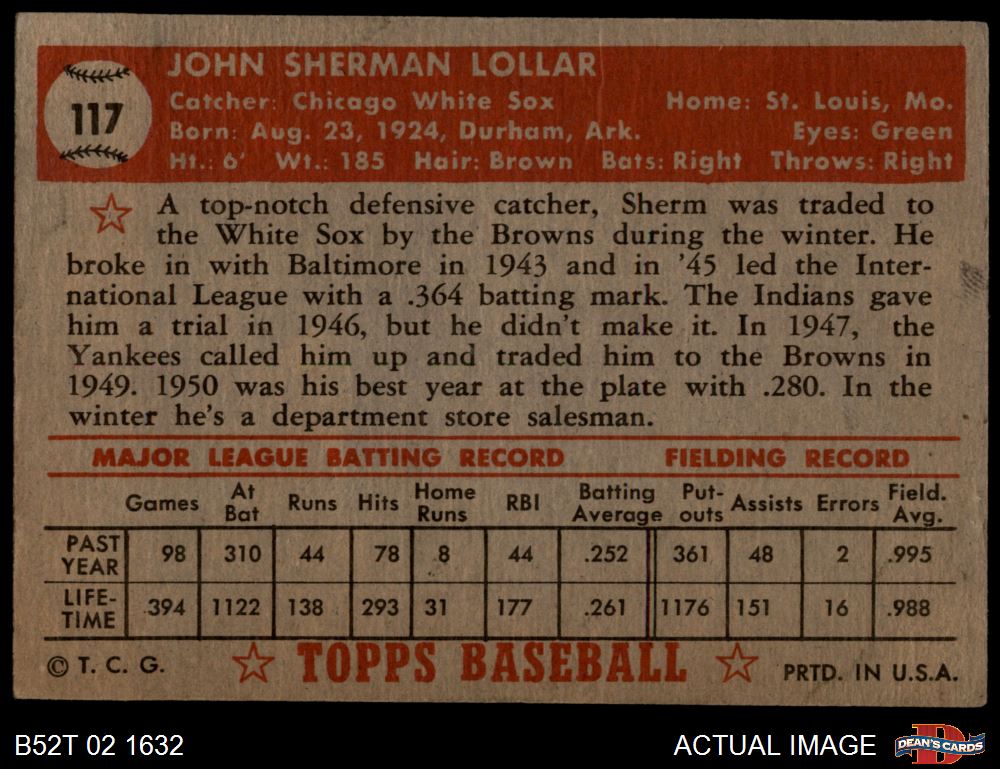 117
JOHN SHERMAN LOLLAR
Catcher: Chicago White Sox Home: St. Louis, Mo.
Born: Aug. 23, 1924, Durham, Ark. Eyes: Green
Ht.: 6' Wt.: 185 Hair: Brown Bats: Right Throws: Right
A top-notch defensive catcher, Sherm was traded to
the White Sox by the Browns during the winter. He
broke in with Baltimore in 1943 and in '45 led the Inter-
national League with a .364 batting mark. The Indians gave
him a trial in 1946, but he didn't make it. In 1947, the
Yankees called him up and traded him to the Browns in
1949. 1950 was his best year at the plate with .280. In the
winter he's a department store salesman.
MAJOR LEAGUE BATTING RECORD FIELDING RECORD
Games At Bat Runs Hits Home Runs RBI Batting Average Put-outs Assists Errors Field. Avg.
PAST YEAR 98 310 44 78 8 44 .252 361 48 2 .995
LIFE-TIME 394 1122 138 293 31 177 .261 1176 151 16 .988
© T. C. G. TOPPS BASEBALL PRTD. IN U.S.A.
B52T 02 1632 ACTUAL IMAGE DEAN'S CARDS